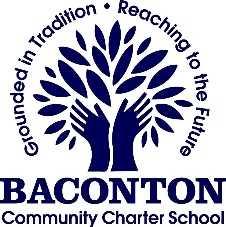 Grounded in Tradition • Reaching to the Future
BACONTON
Community Charter School